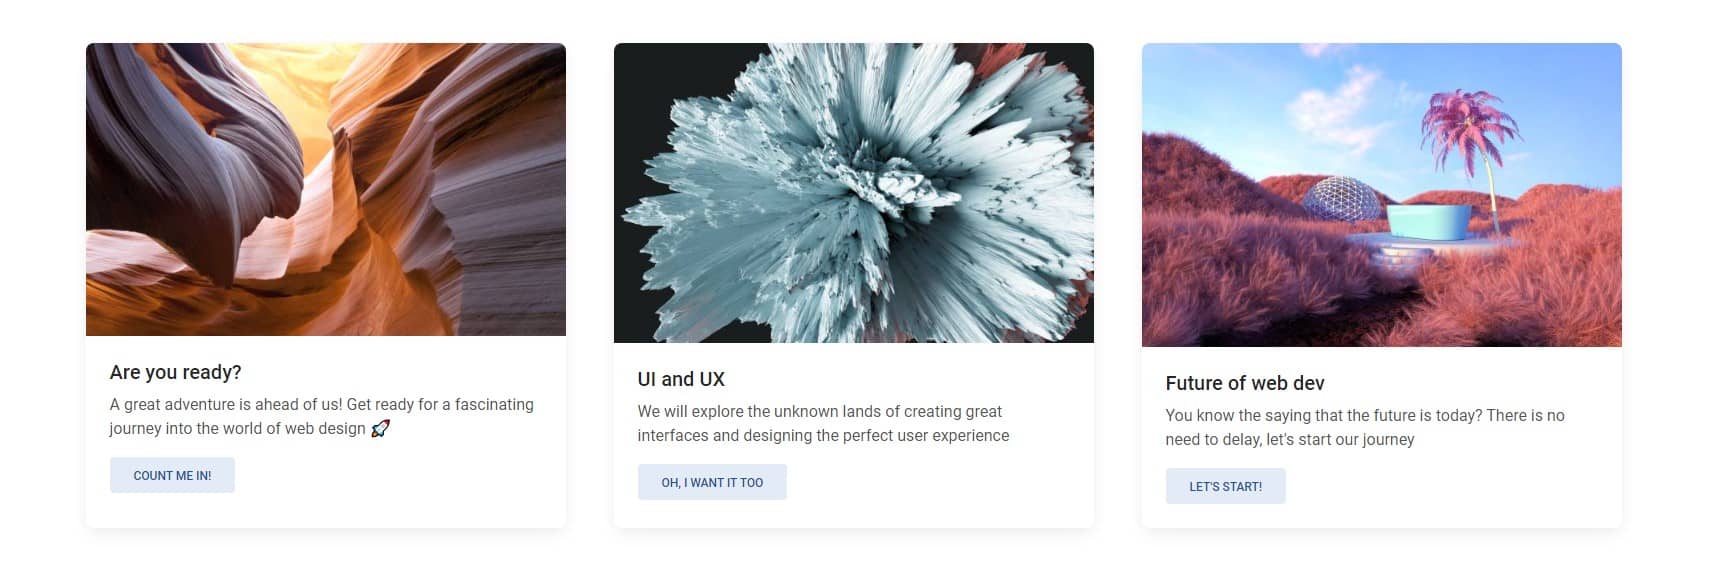 Are you ready?
A great adventure is ahead of us! Get ready for a fascinating
journey into the world of web design 🚀
COUNT ME IN!
UI and UX
We will explore the unknown lands of creating great
interfaces and designing the perfect user experience
OH, I WANT IT TOO
Future of web dev
You know the saying that the future is today? There is no
need to delay, let's start our journey
LET'S START!